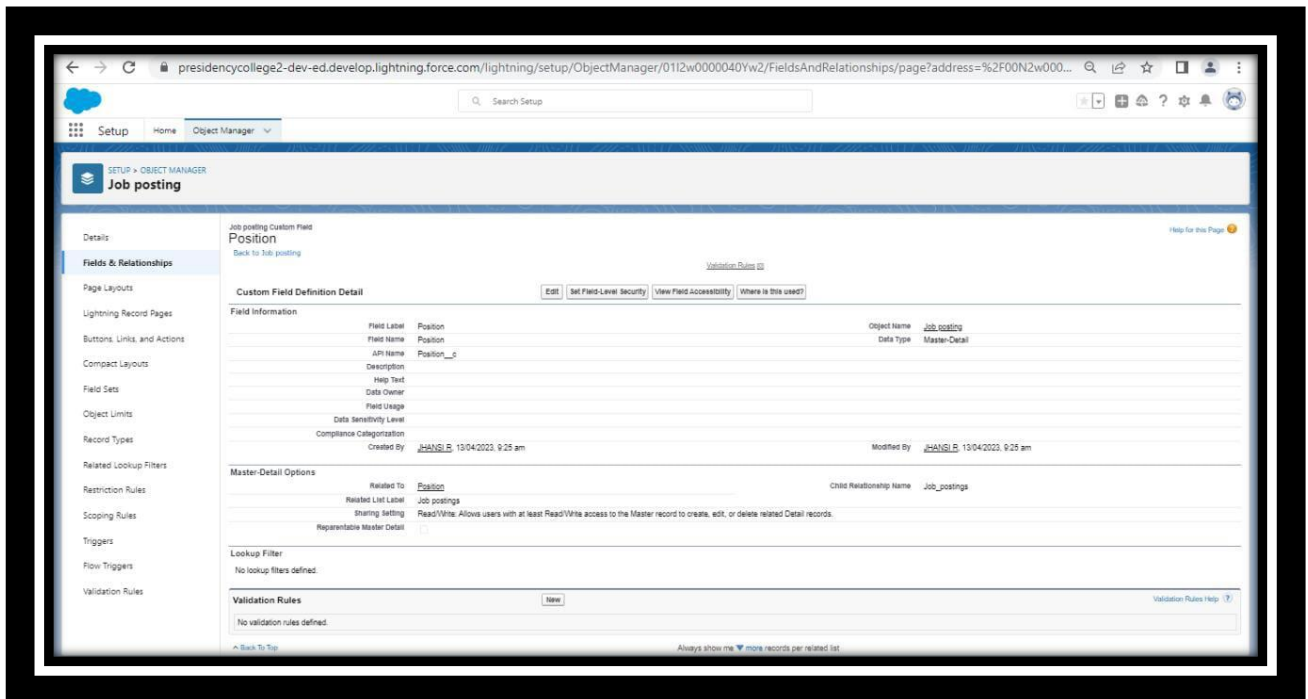 presidencycollege2-dev-ed.develop.lightning.force.com/lightning/setup/ObjectManager/01I2w0000040Yw2/FieldsAndRelationships/page?address=%2F00N2w000...
Search Setup
Setup Home Object Manager
SETUP > OBJECT MANAGER
Job posting
Details
Fields & Relationships
Page Layouts
Lightning Record Pages
Buttons, Links, and Actions
Compact Layouts
Field Sets
Object Limits
Record Types
Related Lookup Filters
Restriction Rules
Scoping Rules
Triggers
Flow Triggers
Validation Rules
Job posting Custom Field
Position
Back to Job posting
Help for this Page
Validation Rules [0]
Custom Field Definition Detail Edit Set Field-Level Security View Field Accessibility Where is this used?
Field Information
Field Label Position Object Name Job posting
Field Name Position Data Type Master-Detail
API Name Position__c
Description
Help Text
Data Owner
Field Usage
Data Sensitivity Level
Compliance Categorization
Created By JHANSI R, 13/04/2023, 9:25 am Modified By JHANSI R, 13/04/2023, 9:25 am
Master-Detail Options
Related To Position Child Relationship Name Job_postings
Related List Label Job postings
Sharing Setting Read/Write: Allows users with at least Read/Write access to the Master record to create, edit, or delete related Detail records.
Reparentable Master Detail
Lookup Filter
No lookup filters defined.
Validation Rules New Validation Rules Help ?
No validation rules defined.
^ Back To Top Always show me ▼ more records per related list